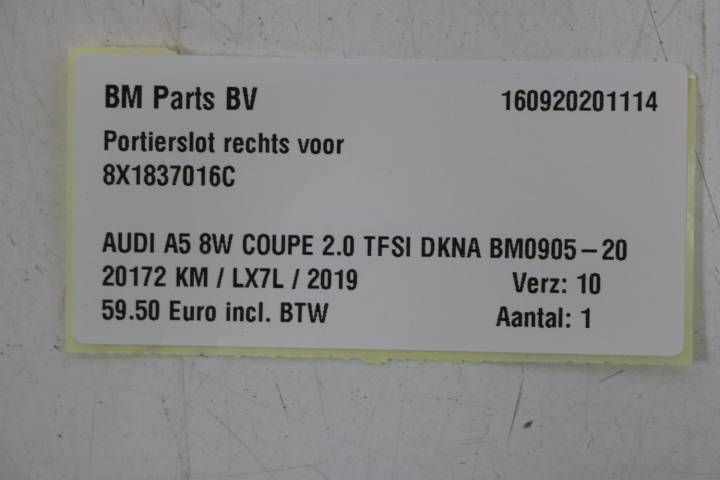 BM Parts BV 160920201114
Portierslot rechts voor
8X1837016C
AUDI A5 8W COUPE 2.0 TFSI DKNA BM0905-20
20172 KM / LX7L / 2019 Verz: 10
59.50 Euro incl. BTW Aantal: 1